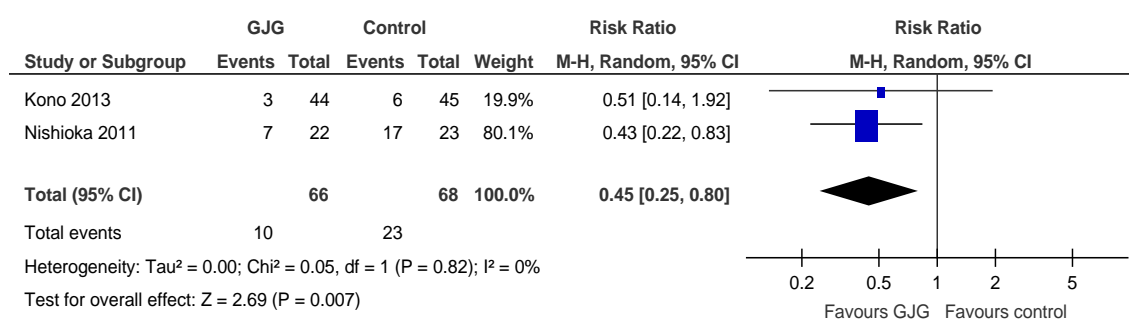 GJG Control Risk Ratio Risk Ratio
Study or Subgroup Events Total Events Total Weight M-H, Random, 95% CI M-H, Random, 95% CI
Kono 2013 3 44 6 45 19.9% 0.51 [0.14, 1.92]
Nishioka 2011 7 22 17 23 80.1% 0.43 [0.22, 0.83]
Total (95% CI) 66 68 100.0% 0.45 [0.25, 0.80]
Total events 10 23
Heterogeneity: Tau² = 0.00; Chi² = 0.05, df = 1 (P = 0.82); I² = 0%
Test for overall effect: Z = 2.69 (P = 0.007)
0.2 0.5 1 2 5
Favours GJG Favours control